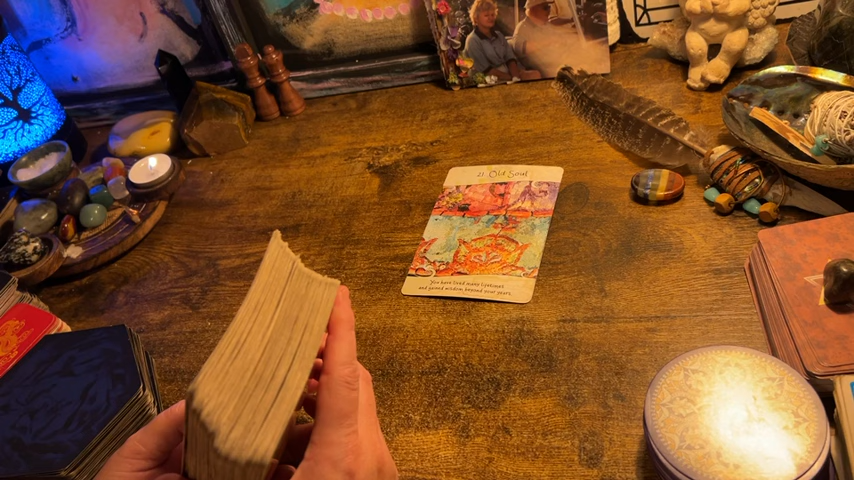 21. Old Soul
You have lived many lifetimes
and gained wisdom beyond your years.